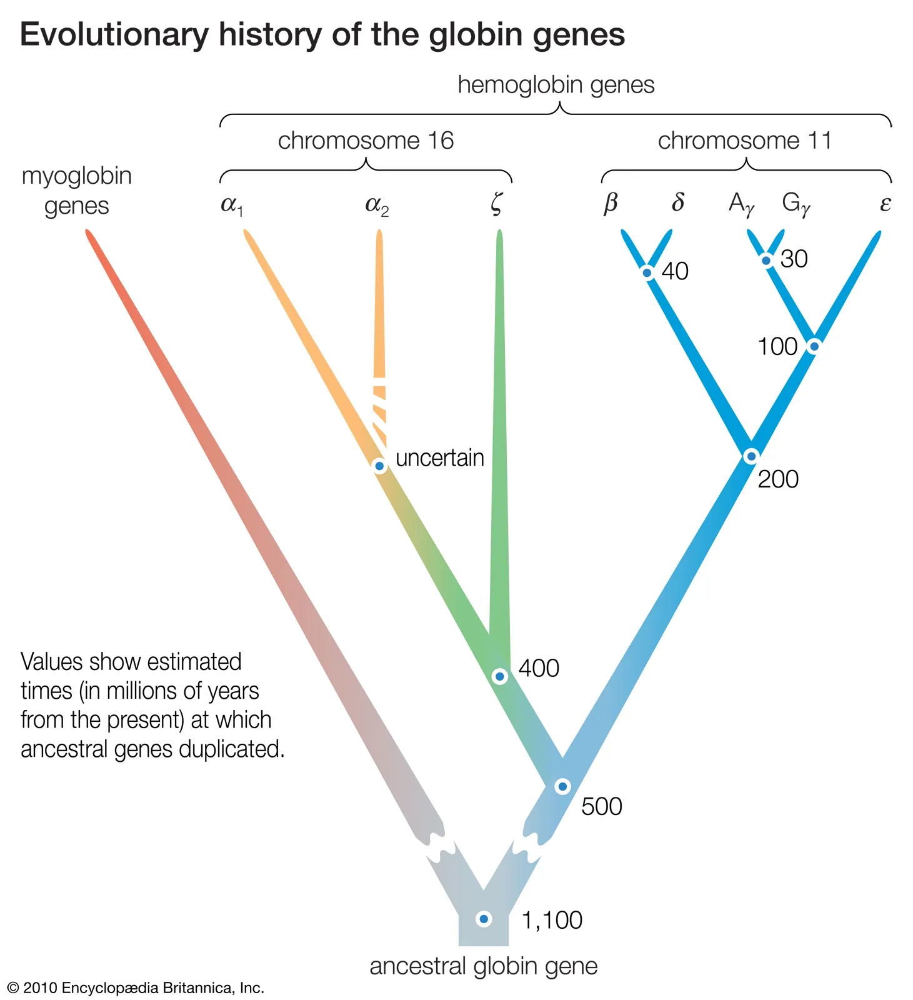 Evolutionary history of the globin genes
hemoglobin genes
chromosome 16
chromosome 11
myoglobin
genes
α₁
α₂
ζ
β
δ
Aᵧ
Gᵧ
ε
40
30
100
uncertain
200
400
Values show estimated
times (in millions of years
from the present) at which
ancestral genes duplicated.
500
1,100
ancestral globin gene
© 2010 Encyclopædia Britannica, Inc.